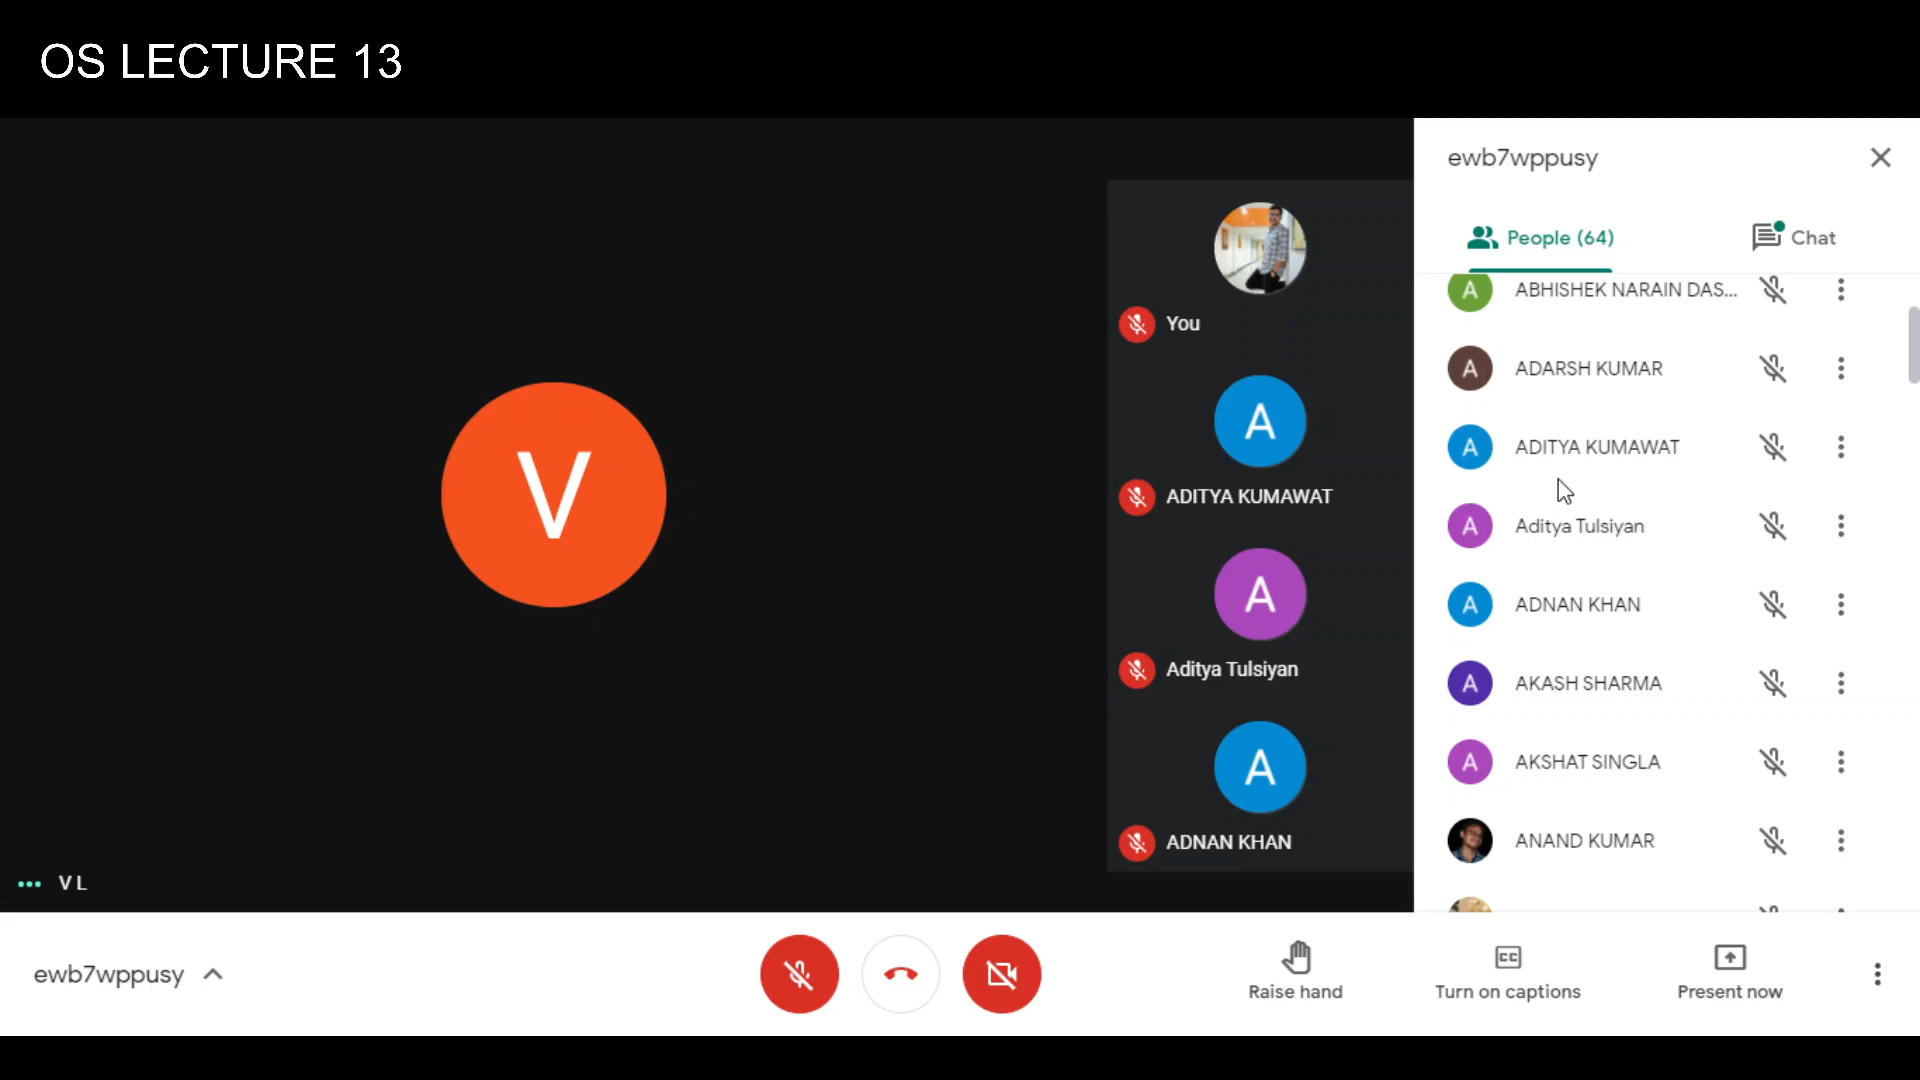 OS LECTURE 13
ewb7wppusy
People (64)
Chat
A ABHISHEK NARAIN DAS...
A ADARSH KUMAR
A ADITYA KUMAWAT
A Aditya Tulsiyan
A ADNAN KHAN
A AKASH SHARMA
A AKSHAT SINGLA
ANAND KUMAR
You
A
ADITYA KUMAWAT
A
Aditya Tulsiyan
A
ADNAN KHAN
V
V L
ewb7wppusy
Raise hand
CC
Turn on captions
Present now